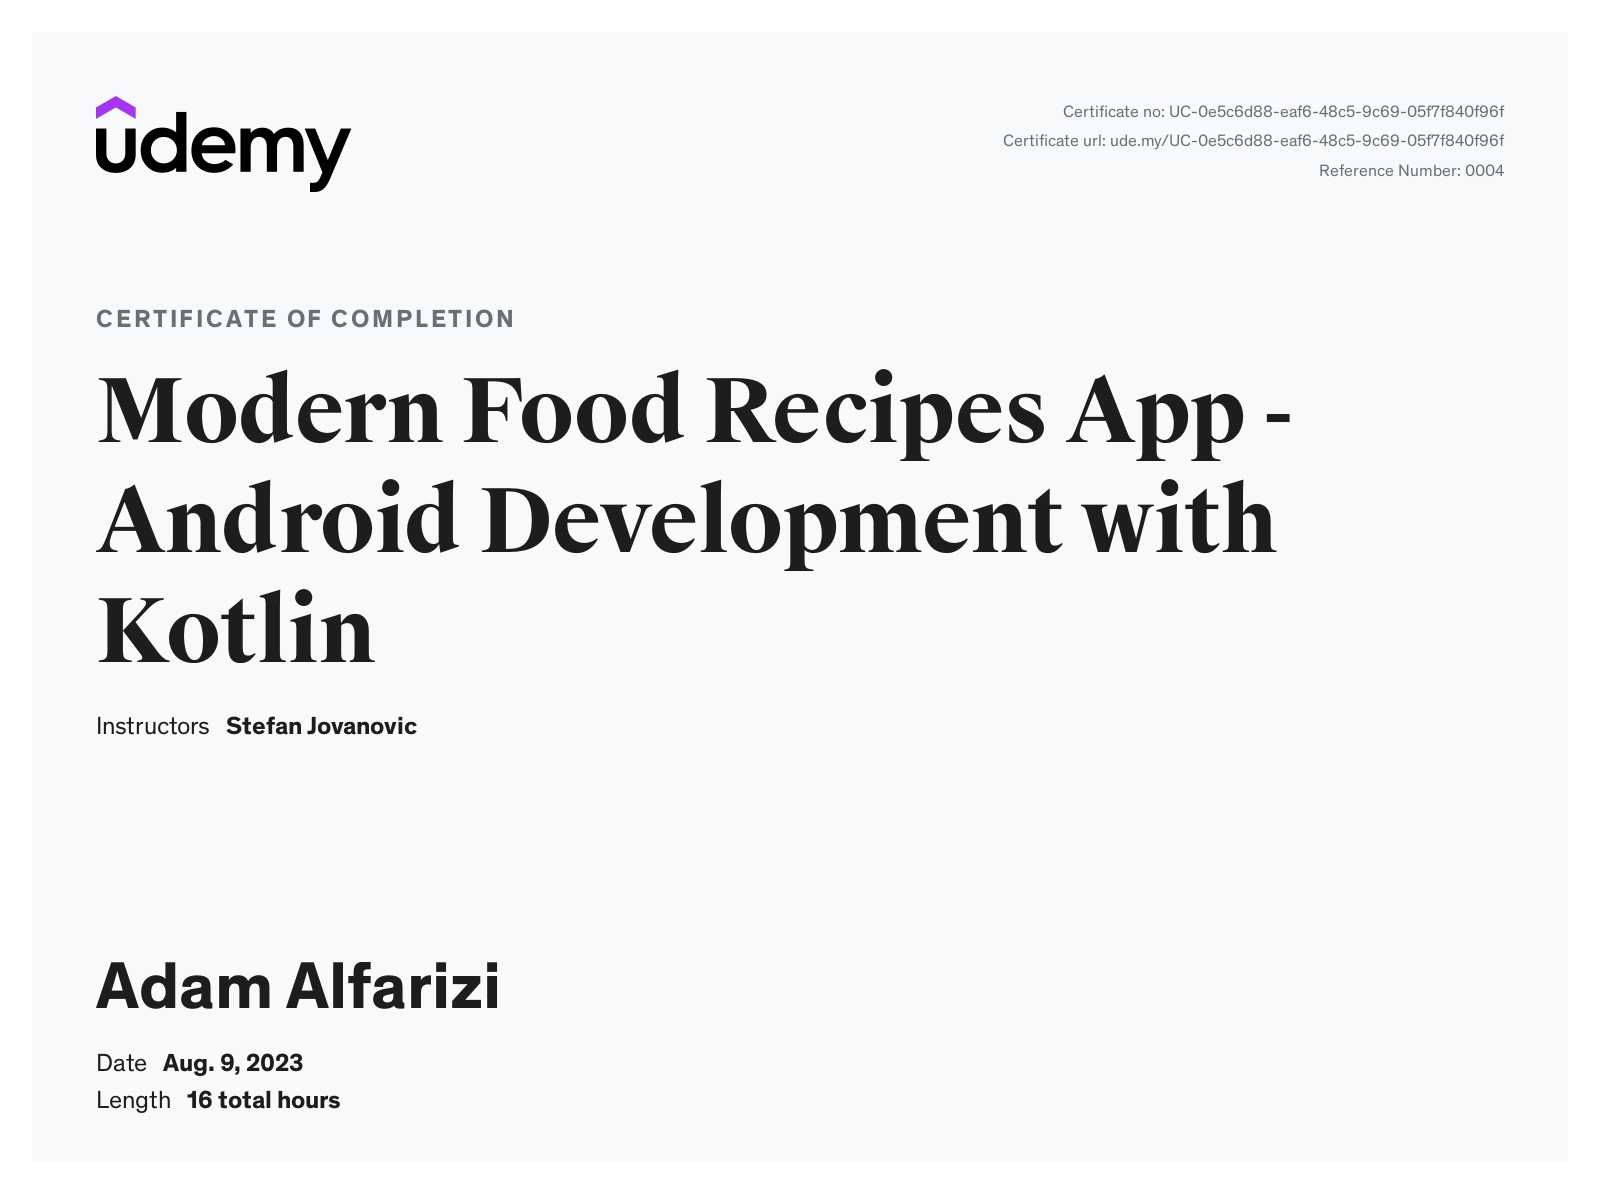 udemy
Certificate no: UC-0e5c6d88-eaf6-48c5-9c69-05f7f840f96f
Certificate url: ude.my/UC-0e5c6d88-eaf6-48c5-9c69-05f7f840f96f
Reference Number: 0004
CERTIFICATE OF COMPLETION
Modern Food Recipes App -
Android Development with
Kotlin
Instructors Stefan Jovanovic
Adam Alfarizi
Date Aug. 9, 2023
Length 16 total hours